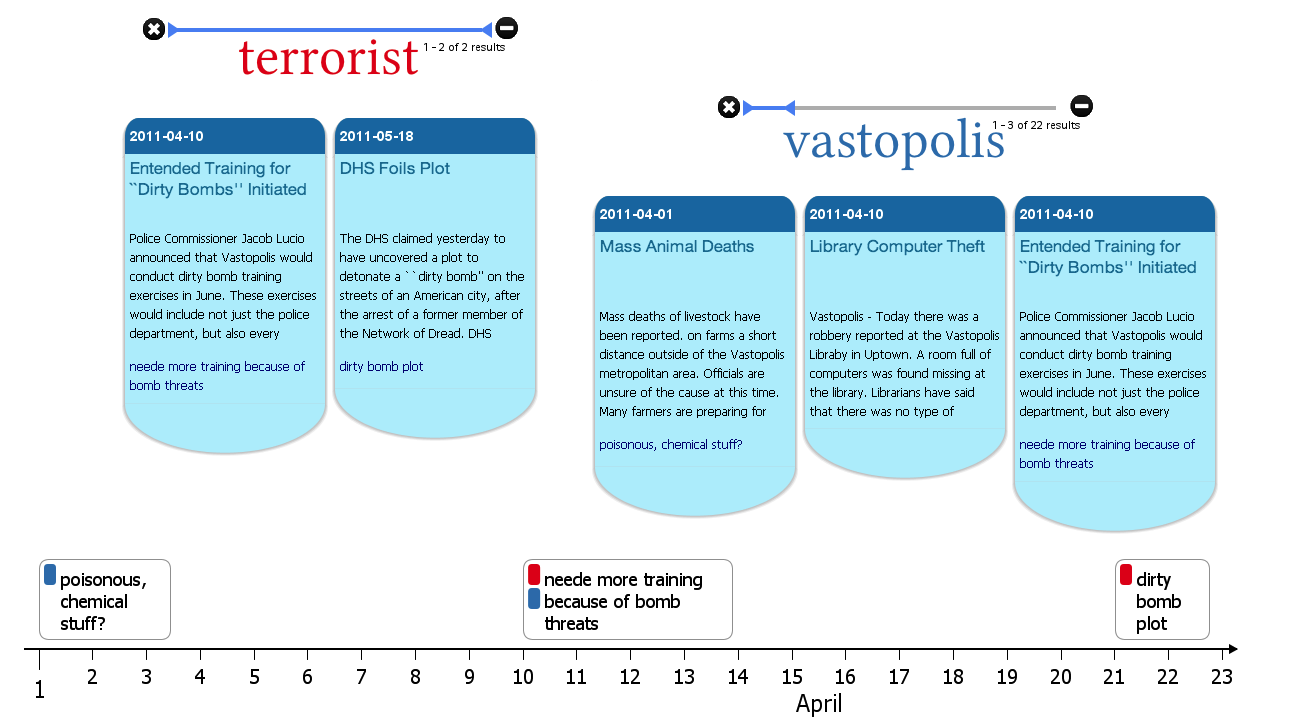 terrorist
1 - 2 of 2 results
2011-04-10
Entended Training for
``Dirty Bombs'' Initiated
Police Commissioner Jacob Lucio
announced that Vastopolis would
conduct dirty bomb training
exercises in June. These exercises
would include not just the police
department, but also every
neede more training because of
bomb threats
2011-05-18
DHS Foils Plot
The DHS claimed yesterday to
have uncovered a plot to
detonate a ``dirty bomb'' on the
streets of an American city, after
the arrest of a former member of
the Network of Dread. DHS
dirty bomb plot
vastopolis
1 - 3 of 22 results
2011-04-01
Mass Animal Deaths
Mass deaths of livestock have
been reported. on farms a short
distance outside of the Vastopolis
metropolitan area. Officials are
unsure of the cause at this time.
Many farmers are preparing for
poisonous, chemical stuff?
2011-04-10
Library Computer Theft
Vastopolis - Today there was a
robbery reported at the Vastopolis
Libraby in Uptown. A room full of
computers was found missing at
the library. Librarians have said
that there was no type of
2011-04-10
Entended Training for
``Dirty Bombs'' Initiated
Police Commissioner Jacob Lucio
announced that Vastopolis would
conduct dirty bomb training
exercises in June. These exercises
would include not just the police
department, but also every
neede more training because of
bomb threats
poisonous,
chemical
stuff?
neede more training
because of bomb
threats
dirty
bomb
plot
1 2 3 4 5 6 7 8 9 10 11 12 13 14 15 16 17 18 19 20 21 22 23
April